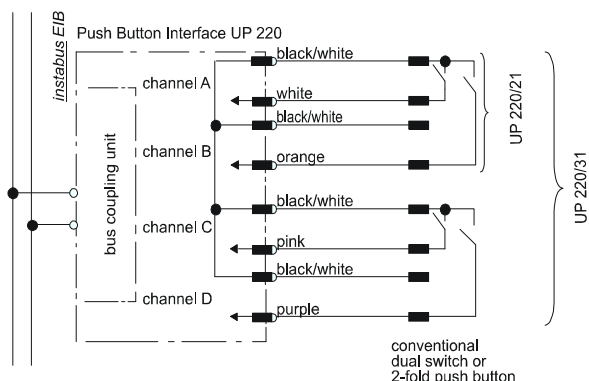 instabus EIB
Push Button Interface UP 220
bus coupling unit
channel A
black/white
white
black/white
channel B
orange
black/white
channel C
pink
black/white
channel D
purple
UP 220/21
UP 220/31
conventional
dual switch or
2-fold push button